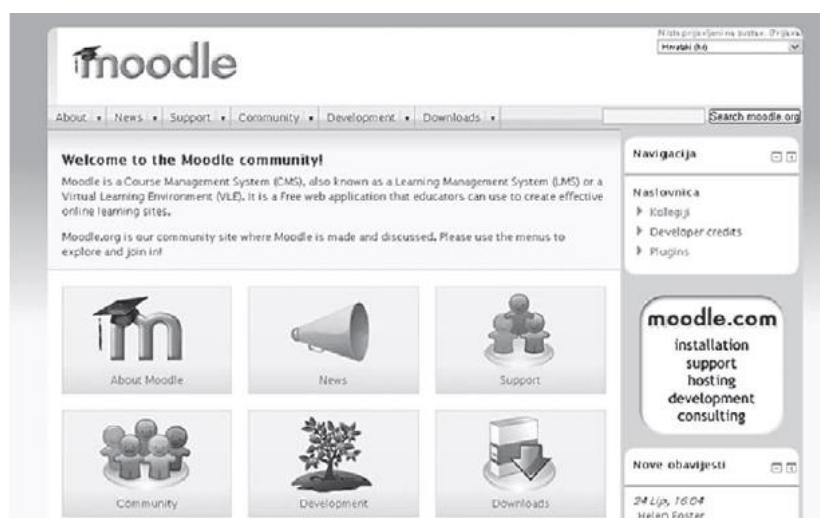 moodle
Niste prijavljeni na sustav. (Prijava)
Hrvatski (hr)
About News Support Community Development Downloads
Search moodle.org
Welcome to the Moodle community!
Moodle is a Course Management System (CMS), also known as a Learning Management System (LMS) or a
Virtual Learning Environment (VLE). It is a Free web application that educators can use to create effective
online learning sites.
Moodle.org is our community site where Moodle is made and discussed. Please use the menus to
explore and join in!
About Moodle
News
Support
Community
Development
Downloads
Navigacija
Naslovnica
Kolegiji
Developer credits
Plugins
moodle.com
installation
support
hosting
development
consulting
Nove obavijesti
24 Lip, 16:04
Helen Foster